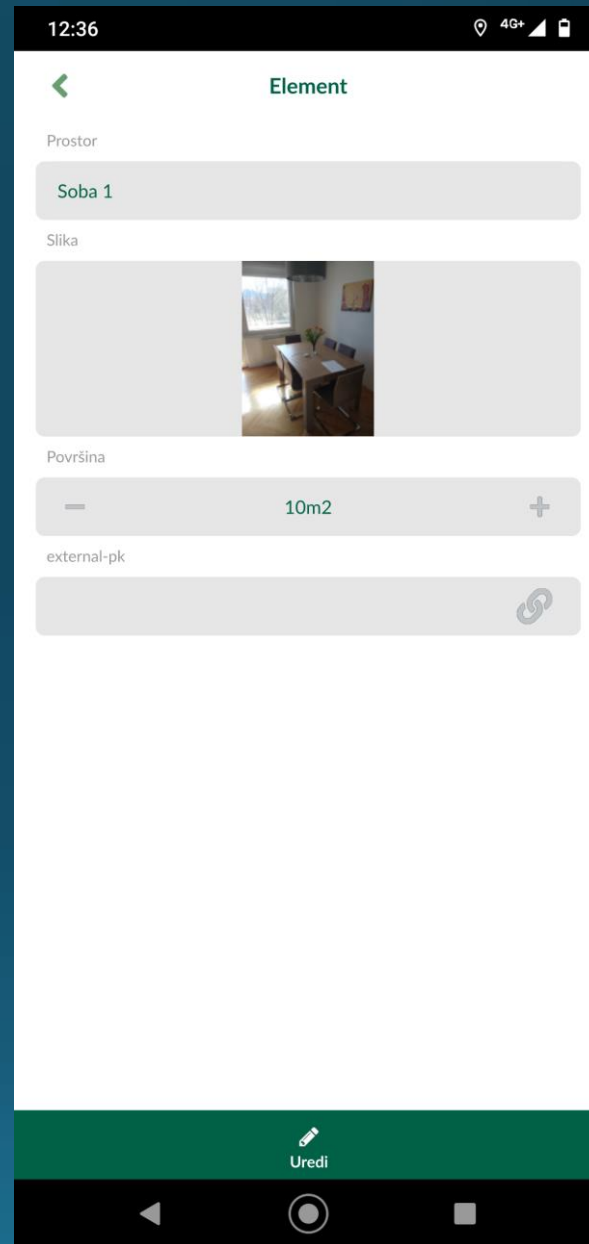 12:36
4G+
Element
Prostor
Soba 1
Slika
Površina
10m2
external-pk
Uredi